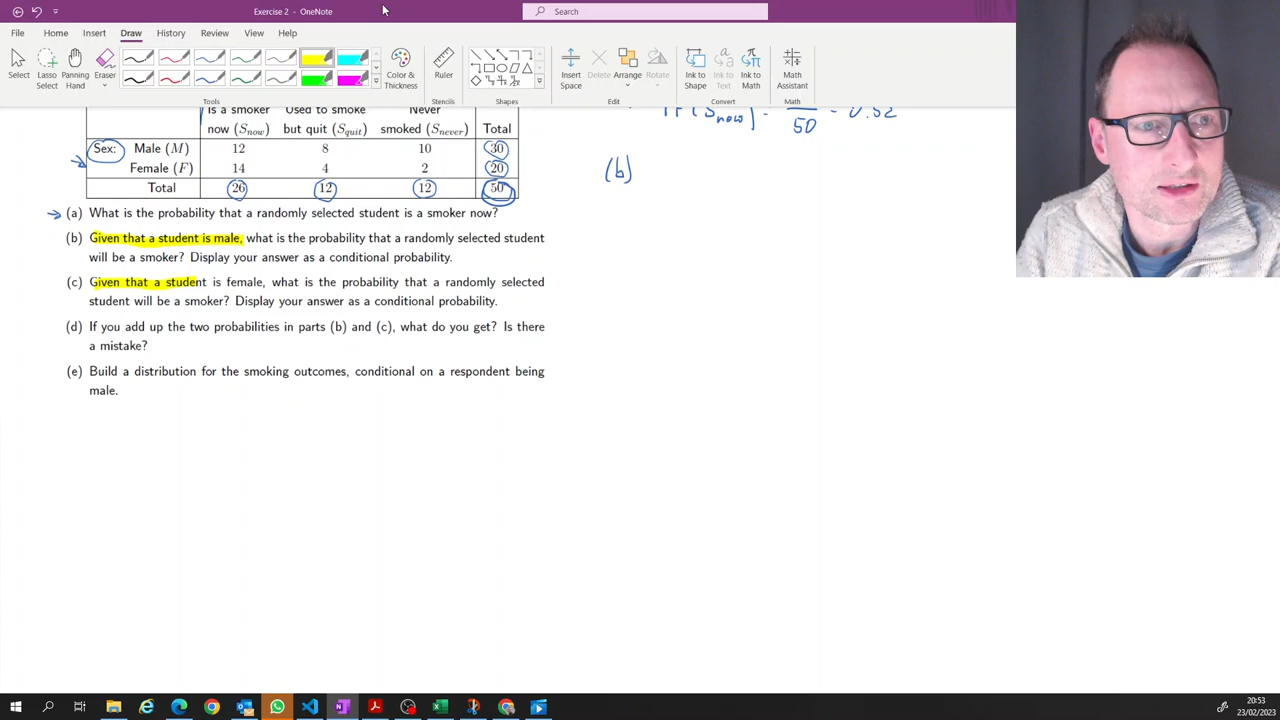 Exercise 2 - OneNote
Search
File Home Insert Draw History Review View Help
Select
Lasso Select
Panning Hand
Eraser
Color & Thickness
Ruler
Insert Space
Delete
Arrange
Rotate
Ink to Shape
Ink to Text
Ink to Math
Math Assistant
Tools Stencils Shapes Edit Convert Math
Is a smoker Used to smoke Never
now (Snow) but quit (Squit) smoked (Snever) Total
Sex: Male (M) 12 8 10 30
Female (F) 14 4 2 20
Total 26 12 12 50
Pr(Snow) = 50 = 0.52
(b)
(a) What is the probability that a randomly selected student is a smoker now?
(b) Given that a student is male, what is the probability that a randomly selected student
will be a smoker? Display your answer as a conditional probability.
(c) Given that a student is female, what is the probability that a randomly selected
student will be a smoker? Display your answer as a conditional probability.
(d) If you add up the two probabilities in parts (b) and (c), what do you get? Is there
a mistake?
(e) Build a distribution for the smoking outcomes, conditional on a respondent being
male.
20:53
23/02/2023